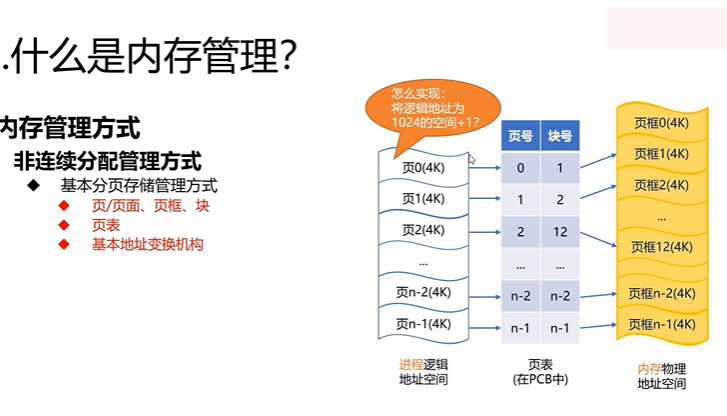 .什么是内存管理？
内存管理方式
非连续分配管理方式
基本分页存储管理方式
页/页面、页框、块
页表
基本地址变换机构
怎么实现：
将逻辑地址为
1024的空间+1？
页0(4K)
页1(4K)
页2(4K)
...
页n-2(4K)
页n-1(4K)
进程逻辑
地址空间
页号 块号
0 1
1 2
2 12
... ...
n-2 n-2
n-1 n-1
页表
(在PCB中)
页框0(4K)
页框1(4K)
页框2(4K)
...
页框12(4K)
页框n-2(4K)
页框n-1(4K)
内存物理
地址空间